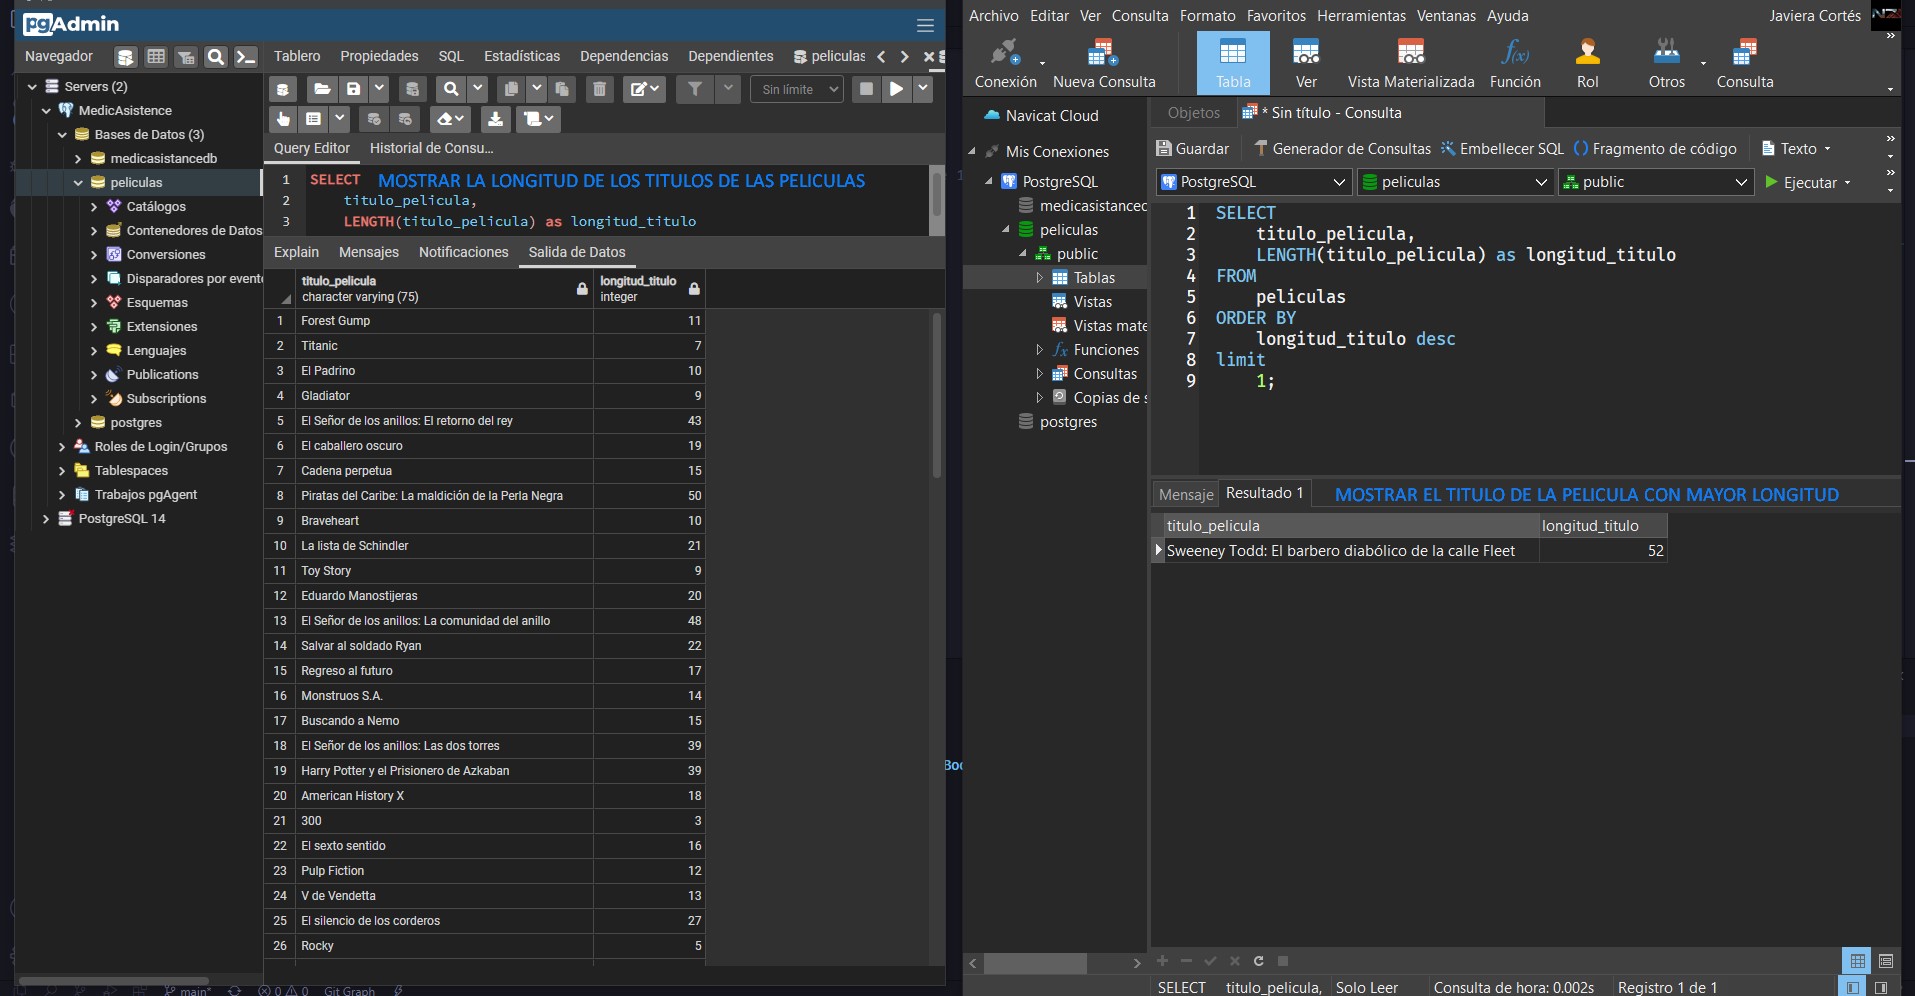 pgAdmin
Navegador
Tablero Propiedades SQL Estadísticas Dependencias Dependientes peliculas
Servers (2)
MedicAsistence
Bases de Datos (3)
medicasistancedb
peliculas
Catálogos
Contenedores de Datos
Conversiones
Disparadores por evento
Esquemas
Extensiones
Lenguajes
Publications
Subscriptions
postgres
Roles de Login/Grupos
Tablespaces
Trabajos pgAgent
PostgreSQL 14
Sin límite
Query Editor Historial de Consu...
1 SELECT MOSTRAR LA LONGITUD DE LOS TITULOS DE LAS PELICULAS
2 titulo_pelicula,
3 LENGTH(titulo_pelicula) as longitud_titulo
Explain Mensajes Notificaciones Salida de Datos
titulo_pelicula longitud_titulo
character varying (75) integer
1 Forest Gump 11
2 Titanic 7
3 El Padrino 10
4 Gladiator 9
5 El Señor de los anillos: El retorno del rey 43
6 El caballero oscuro 19
7 Cadena perpetua 15
8 Piratas del Caribe: La maldición de la Perla Negra 50
9 Braveheart 10
10 La lista de Schindler 21
11 Toy Story 9
12 Eduardo Manostijeras 20
13 El Señor de los anillos: La comunidad del anillo 48
14 Salvar al soldado Ryan 22
15 Regreso al futuro 17
16 Monstruos S.A. 14
17 Buscando a Nemo 15
18 El Señor de los anillos: Las dos torres 39
19 Harry Potter y el Prisionero de Azkaban 39
20 American History X 18
21 300 3
22 El sexto sentido 16
23 Pulp Fiction 12
24 V de Vendetta 13
25 El silencio de los corderos 27
26 Rocky 5
main* 0 0 Git Graph
Boo
Archivo Editar Ver Consulta Formato Favoritos Herramientas Ventanas Ayuda Javiera Cortés
Conexión Nueva Consulta Tabla Ver Vista Materializada Función Rol Otros Consulta
Navicat Cloud
Mis Conexiones
PostgreSQL
medicasistanced
peliculas
public
Tablas
Vistas
Vistas mate
Funciones
Consultas
Copias de s
postgres
Objetos * Sin título - Consulta
Guardar Generador de Consultas Embellecer SQL () Fragmento de código Texto
PostgreSQL peliculas public Ejecutar
1 SELECT
2 titulo_pelicula,
3 LENGTH(titulo_pelicula) as longitud_titulo
4 FROM
5 peliculas
6 ORDER BY
7 longitud_titulo desc
8 limit
9 1;
Mensaje Resultado 1 MOSTRAR EL TITULO DE LA PELICULA CON MAYOR LONGITUD
titulo_pelicula longitud_titulo
Sweeney Todd: El barbero diabólico de la calle Fleet 52
SELECT titulo_pelicula, Solo Leer Consulta de hora: 0.002s Registro 1 de 1